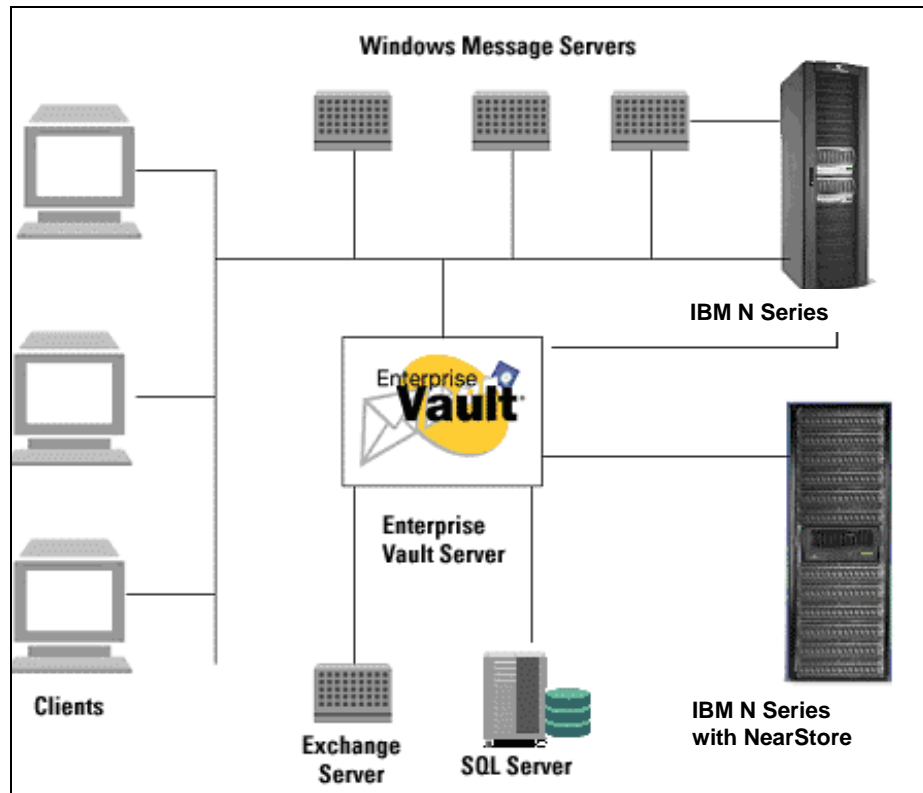 Windows Message Servers
IBM N Series
Enterprise
Vault
Enterprise
Vault Server
Clients
Exchange
Server
SQL Server
IBM N Series
with NearStore